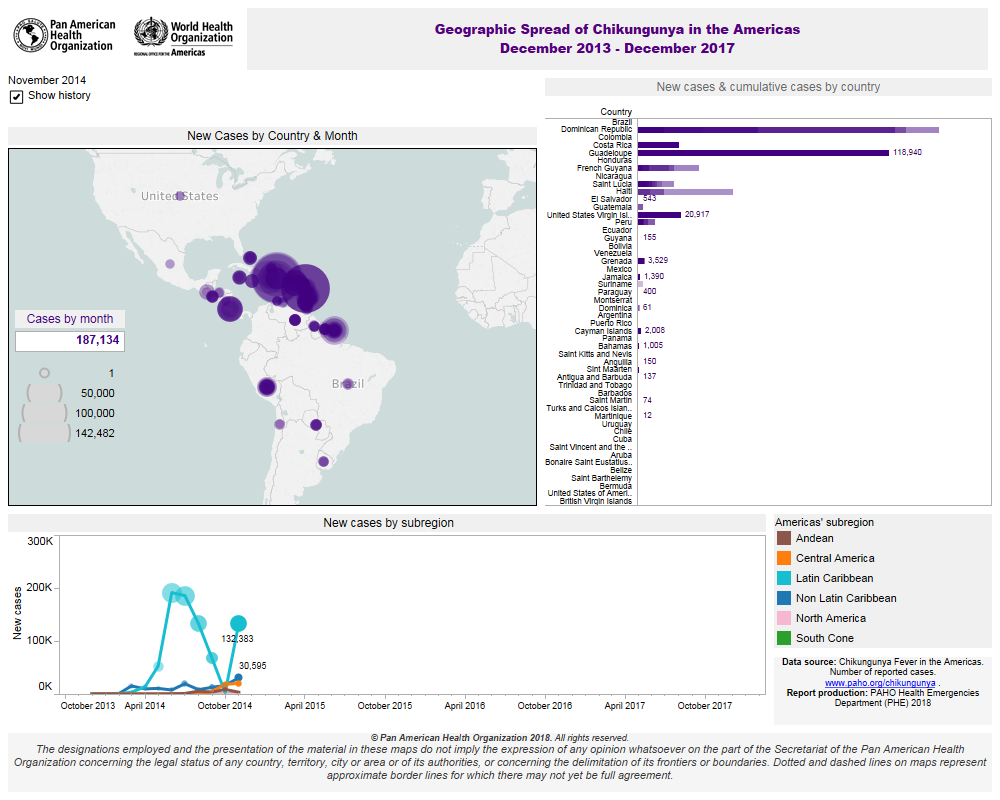 Pan American
Health
Organization
World Health
Organization
REGIONAL OFFICE FOR THE Americas
Geographic Spread of Chikungunya in the Americas
December 2013 - December 2017
November 2014
Show history
New cases & cumulative cases by country
New Cases by Country & Month
United States
Brazil
Cases by month
187,134
1
50,000
100,000
142,482
Country
Brazil
Dominican Republic
Colombia
Costa Rica
Guadeloupe 118,940
Honduras
French Guyana
Nicaragua
Saint Lucia
Haiti
El Salvador 543
Guatemala
United States Virgin Isl.. 20,917
Peru
Ecuador
Guyana 155
Bolivia
Venezuela
Grenada 3,529
Mexico
Jamaica 1,390
Suriname
Paraguay 400
Montserrat
Dominica 61
Argentina
Puerto Rico
Cayman Islands 2,008
Panama
Bahamas 1,005
Saint Kitts and Nevis
Anguilla 150
Sint Maarten
Antigua and Barbuda 137
Trinidad and Tobago
Barbados
Saint Martin 74
Turks and Caicos Islan..
Martinique 12
Uruguay
Chile
Cuba
Saint Vincent and the ..
Aruba
Bonaire Saint Eustatius..
Belize
Saint Barthelemy
Bermuda
United States of Ameri..
British Virgin Islands
New cases by subregion
New cases
300K
200K
100K
0K
132,383
30,595
October 2013 April 2014 October 2014 April 2015 October 2015 April 2016 October 2016 April 2017 October 2017
Americas' subregion
Andean
Central America
Latin Caribbean
Non Latin Caribbean
North America
South Cone
Data source: Chikungunya Fever in the Americas.
Number of reported cases.
www.paho.org/chikungunya .
Report production: PAHO Health Emergencies
Department (PHE) 2018
© Pan American Health Organization 2018. All rights reserved.
The designations employed and the presentation of the material in these maps do not imply the expression of any opinion whatsoever on the part of the Secretariat of the Pan American Health
Organization concerning the legal status of any country, territory, city or area or of its authorities, or concerning the delimitation of its frontiers or boundaries. Dotted and dashed lines on maps represent
approximate border lines for which there may not yet be full agreement.